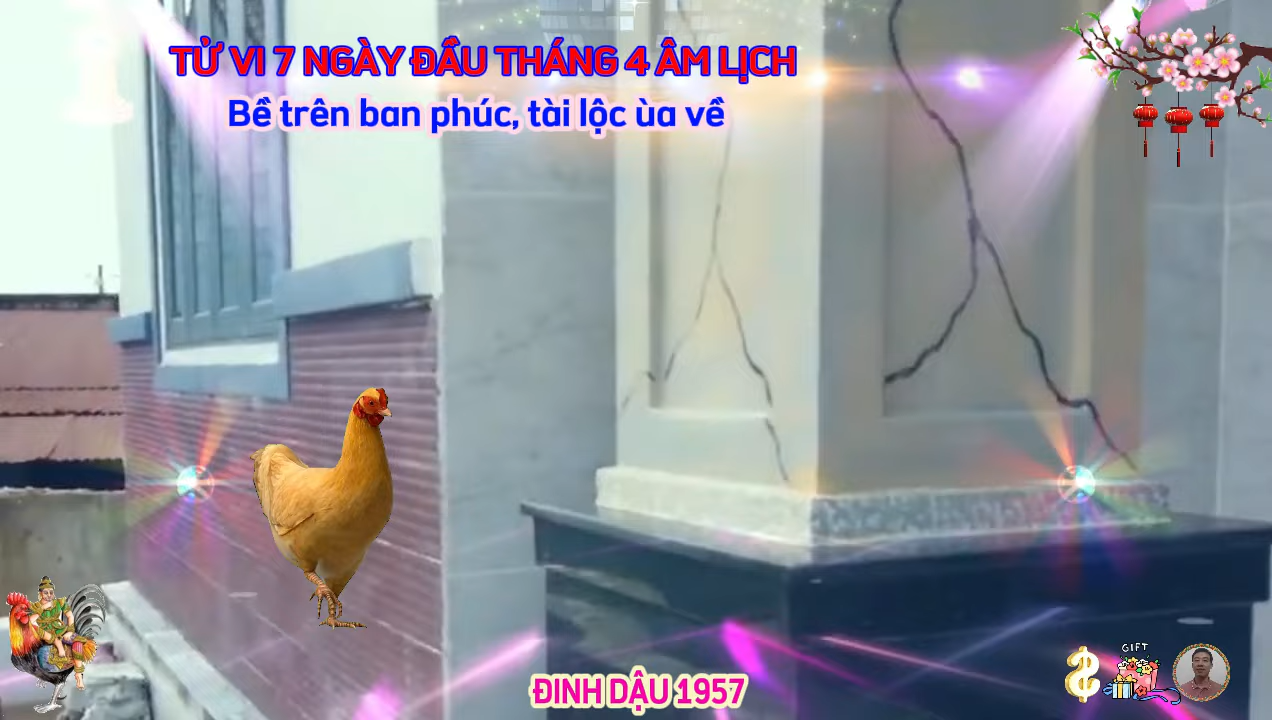 TỬ VI 7 NGÀY ĐẦU THÁNG 4 ÂM LỊCH
Bề trên ban phúc, tài lộc ùa về
GIFT
ĐINH DẬU 1957